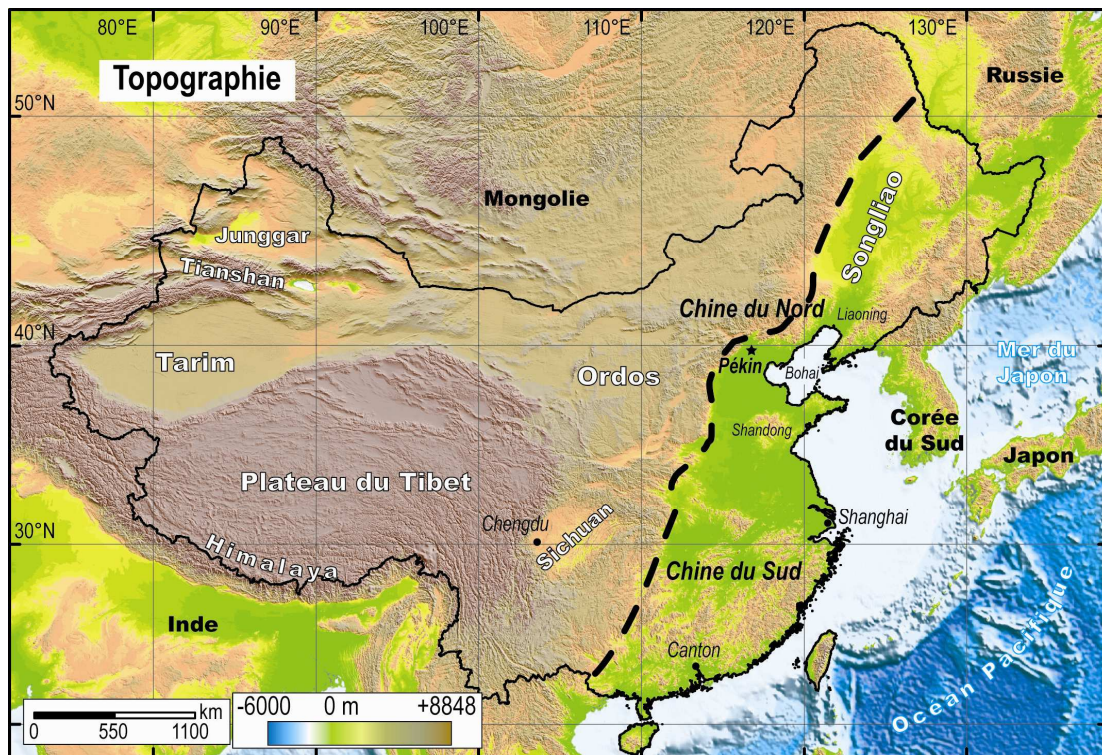 80°E
90°E
100°E
110°E
120°E
130°E
Topographie
Russie
50°N
Mongolie
Songliao
Junggar
Tianshan
Chine du Nord
Liaoning
40°N
Tarim
Ordos
Pékin
Bohai
Mer du
Japon
Shandong
Corée
du Sud
Japon
Plateau du Tibet
Chengdu
Sichuan
Shanghai
30°N
Himalaya
Chine du Sud
Inde
Canton
Océan Pacifique
km
0
550
1100
-6000
0 m
+8848